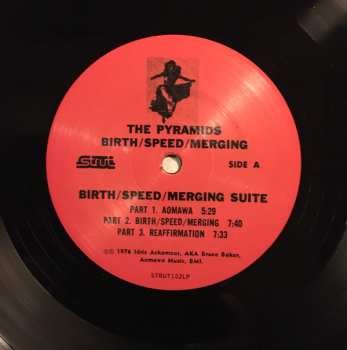 THE PYRAMIDS
BIRTH/SPEED/MERGING
strut
SIDE A
BIRTH/SPEED/MERGING SUITE
PART 1. AOMAWA 5:29
PART 2. BIRTH/SPEED/MERGING 7:40
PART 3. REAFFIRMATION 7:33
©℗ 1976 Idris Ackamoor, AKA Bruce Baker,
Aomawa Music, BMI.
STRUT102LP